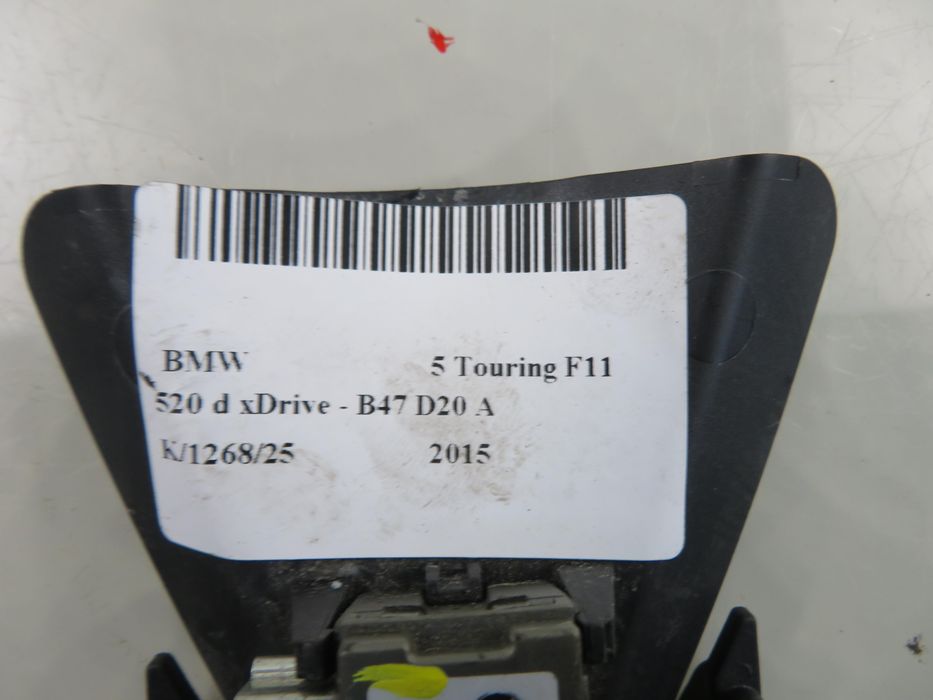 BMW 5 Touring F11
520 d xDrive - B47 D20 A
K/1268/25 2015